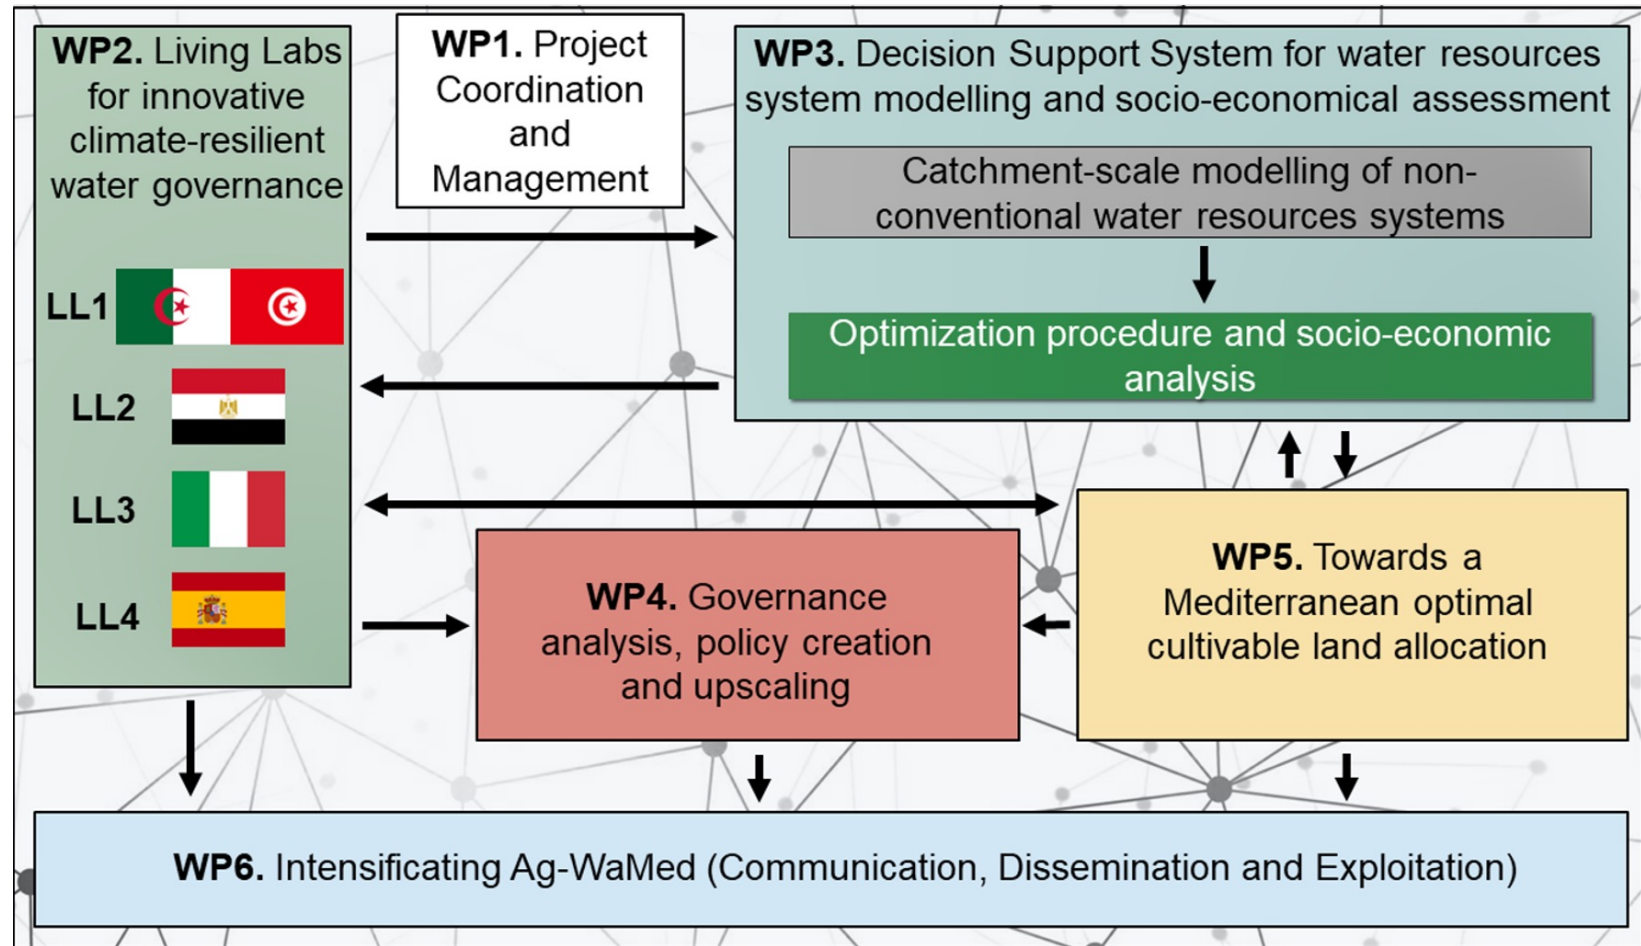 WP2. Living Labs
for innovative
climate-resilient
water governance
LL1
LL2
LL3
LL4
WP1. Project
Coordination
and
Management
WP3. Decision Support System for water resources
system modelling and socio-economical assessment
Catchment-scale modelling of non-
conventional water resources systems
Optimization procedure and socio-economic
analysis
WP4. Governance
analysis, policy creation
and upscaling
WP5. Towards a
Mediterranean optimal
cultivable land allocation
WP6. Intensificating Ag-WaMed (Communication, Dissemination and Exploitation)